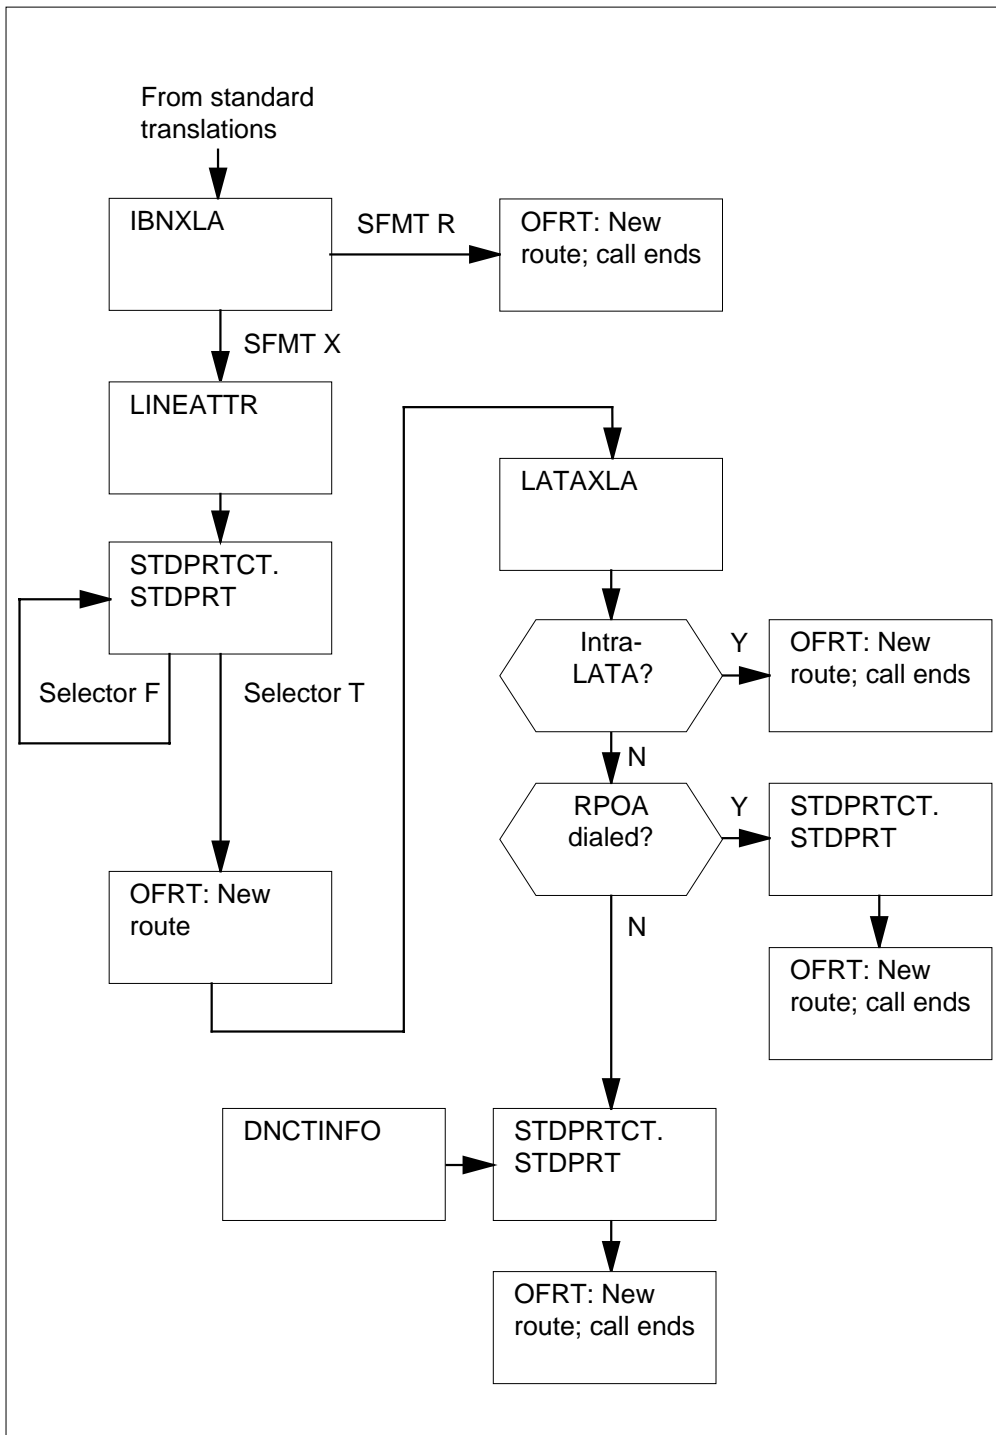 From standard
translations
IBNXLA
SFMT R
OFRT: New
route; call ends
SFMT X
LINEATTR
LATAXLA
STDPRTCT.
STDPRT
Selector F
Selector T
Intra-
LATA?
Y
OFRT: New
route; call ends
N
RPOA
dialed?
Y
STDPRTCT.
STDPRT
OFRT: New
route
N
OFRT: New
route; call ends
DNCTINFO
STDPRTCT.
STDPRT
OFRT: New
route; call ends